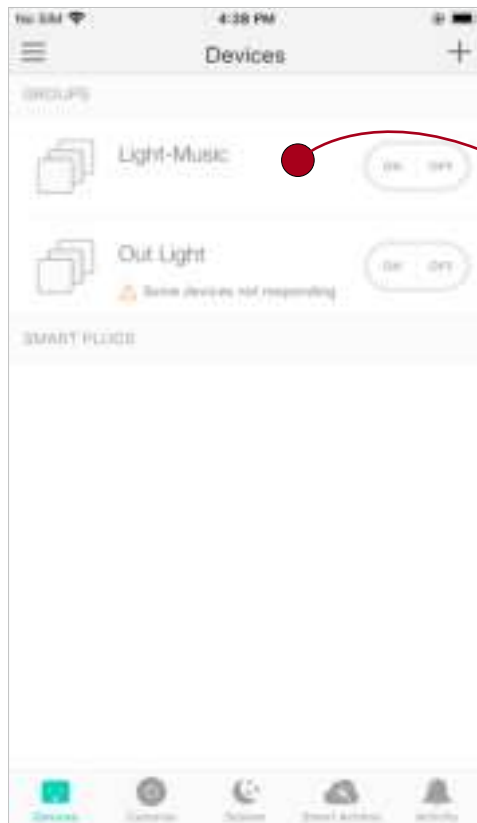 No SIM 4:38 PM
Devices
GROUPS
Light-Music
ON OFF
Out Light
ON OFF
Some devices not responding
SMART PLUGS
Devices Cameras Scenes Smart Actions Activity